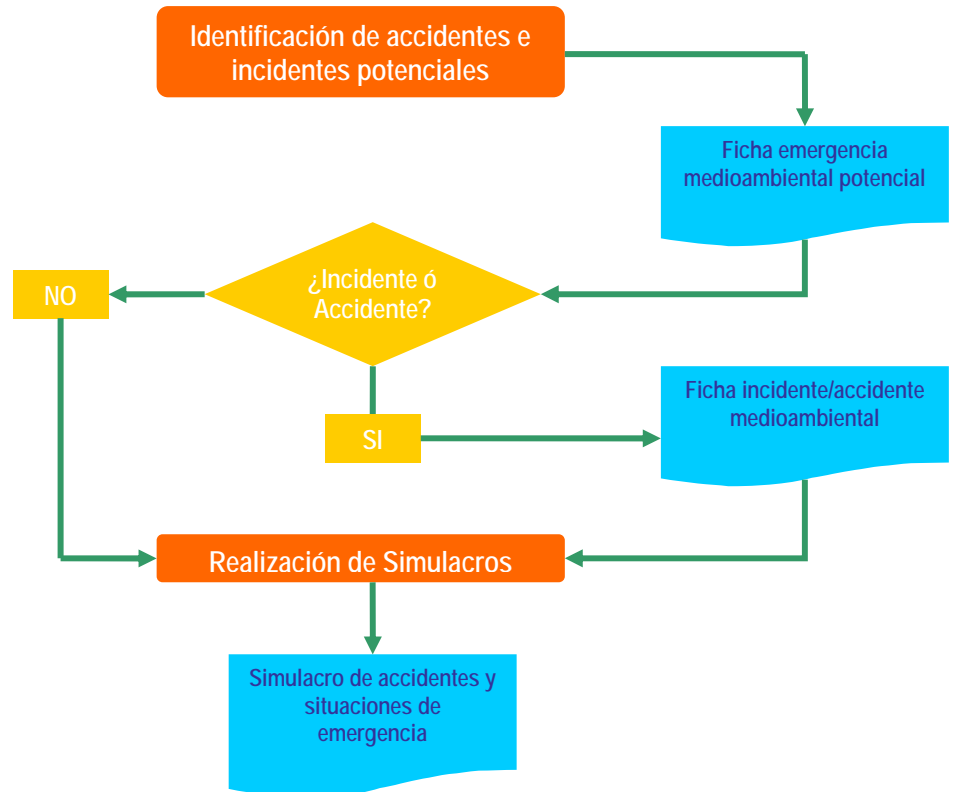 Identificación de accidentes e
incidentes potenciales
Ficha emergencia
medioambiental potencial
¿Incidente ó
Accidente?
NO
Ficha incidente/accidente
medioambiental
SI
Realización de Simulacros
Simulacro de accidentes y
situaciones de
emergencia